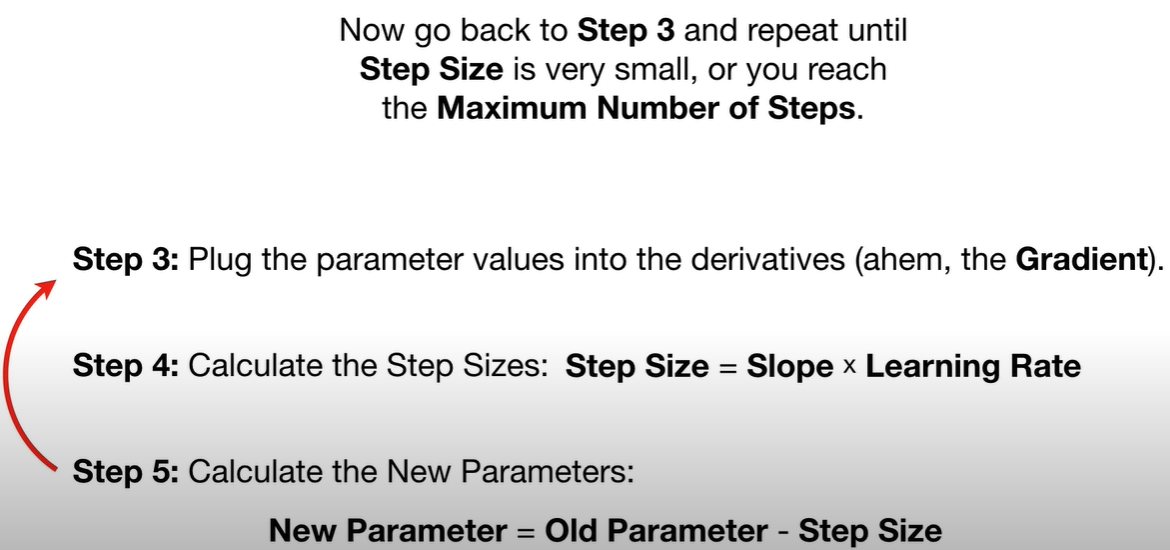 Now go back to Step 3 and repeat until
Step Size is very small, or you reach
the Maximum Number of Steps.
Step 3: Plug the parameter values into the derivatives (ahem, the Gradient).
Step 4: Calculate the Step Sizes: Step Size = Slope x Learning Rate
Step 5: Calculate the New Parameters:
New Parameter = Old Parameter - Step Size